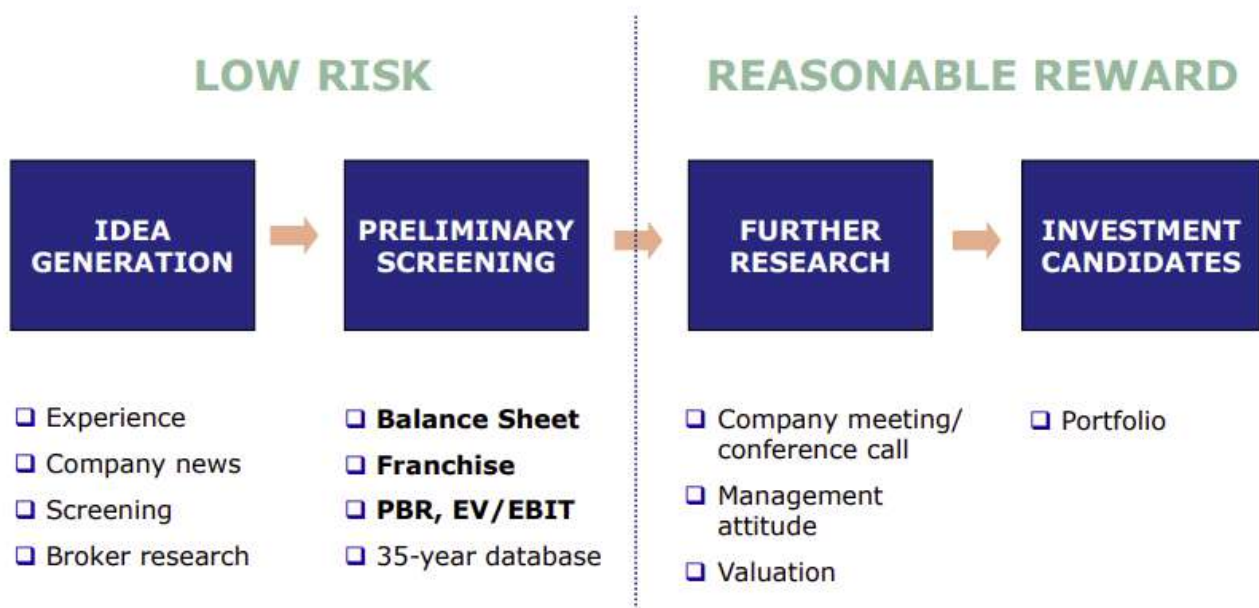 LOW RISK
REASONABLE REWARD
IDEA
GENERATION
PRELIMINARY
SCREENING
FURTHER
RESEARCH
INVESTMENT
CANDIDATES
Experience
Company news
Screening
Broker research
Balance Sheet
Franchise
PBR, EV/EBIT
35-year database
Company meeting/
conference call
Management
attitude
Valuation
Portfolio